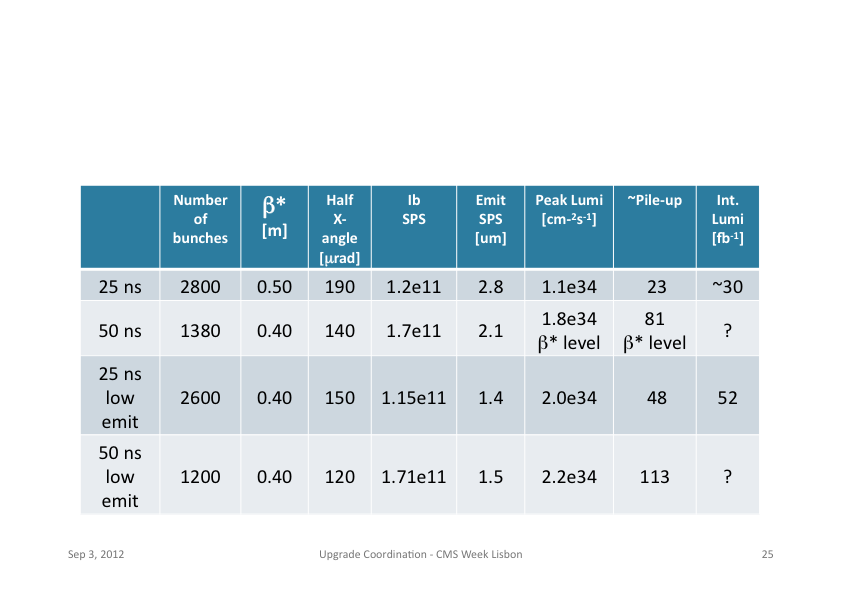 Number of bunches
β* [m]
Half X-angle [μrad]
Ib SPS
Emit SPS [um]
Peak Lumi [cm-²s⁻¹]
~Pile-up
Int. Lumi [fb⁻¹]
25 ns 2800 0.50 190 1.2e11 2.8 1.1e34 23 ~30
50 ns 1380 0.40 140 1.7e11 2.1 1.8e34 β* level 81 β* level ?
25 ns low emit 2600 0.40 150 1.15e11 1.4 2.0e34 48 52
50 ns low emit 1200 0.40 120 1.71e11 1.5 2.2e34 113 ?
Sep 3, 2012 Upgrade Coordination - CMS Week Lisbon 25